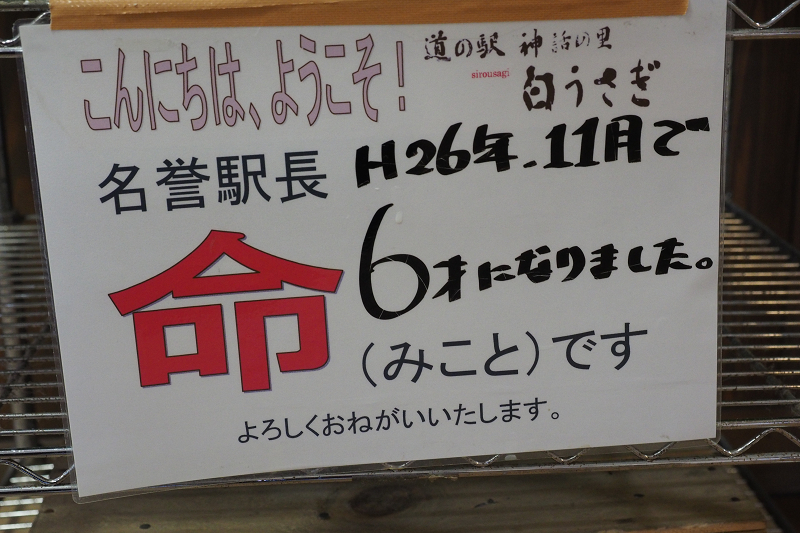 こんにちは、ようこそ!
道の駅 神話の里
sirousagi
白うさぎ
名誉駅長
H26年.11月で
6才になりました。
命
(みこと)です
よろしくおねがいいたします。